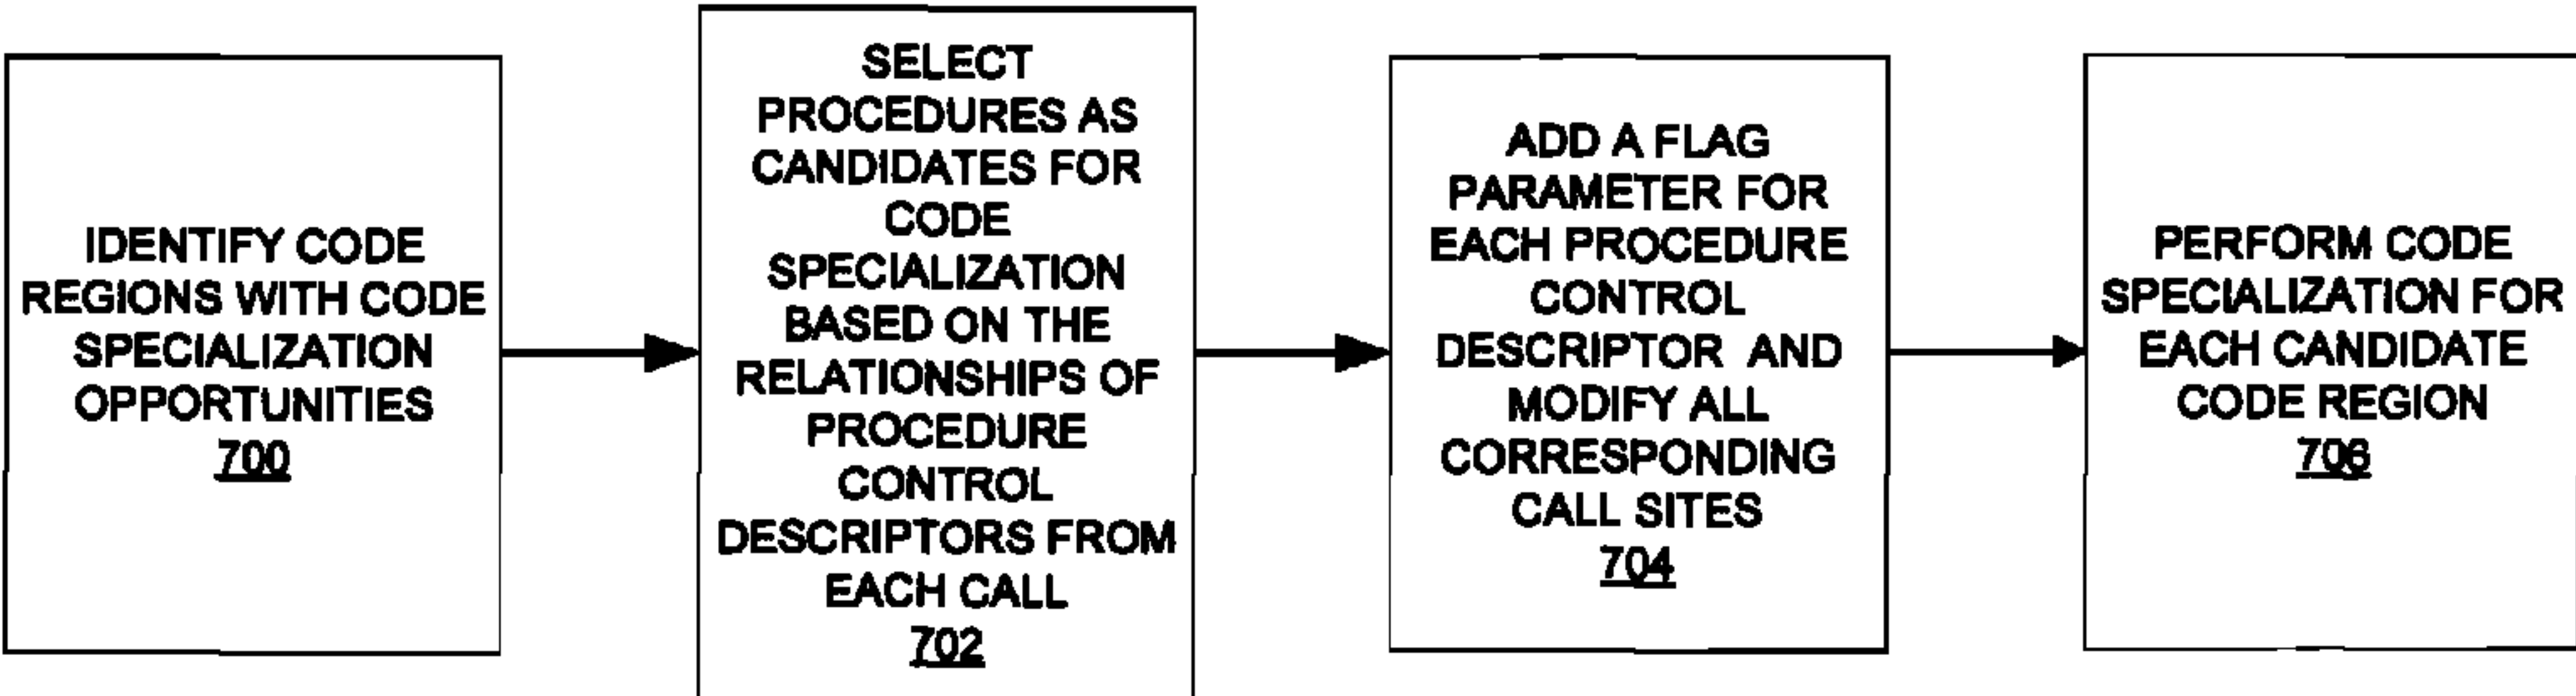 IDENTIFY CODE
REGIONS WITH CODE
SPECIALIZATION
OPPORTUNITIES
700
SELECT
PROCEDURES AS
CANDIDATES FOR
CODE
SPECIALIZATION
BASED ON THE
RELATIONSHIPS OF
PROCEDURE
CONTROL
DESCRIPTORS FROM
EACH CALL
702
ADD A FLAG
PARAMETER FOR
EACH PROCEDURE
CONTROL
DESCRIPTOR AND
MODIFY ALL
CORRESPONDING
CALL SITES
704
PERFORM CODE
SPECIALIZATION FOR
EACH CANDIDATE
CODE REGION
706